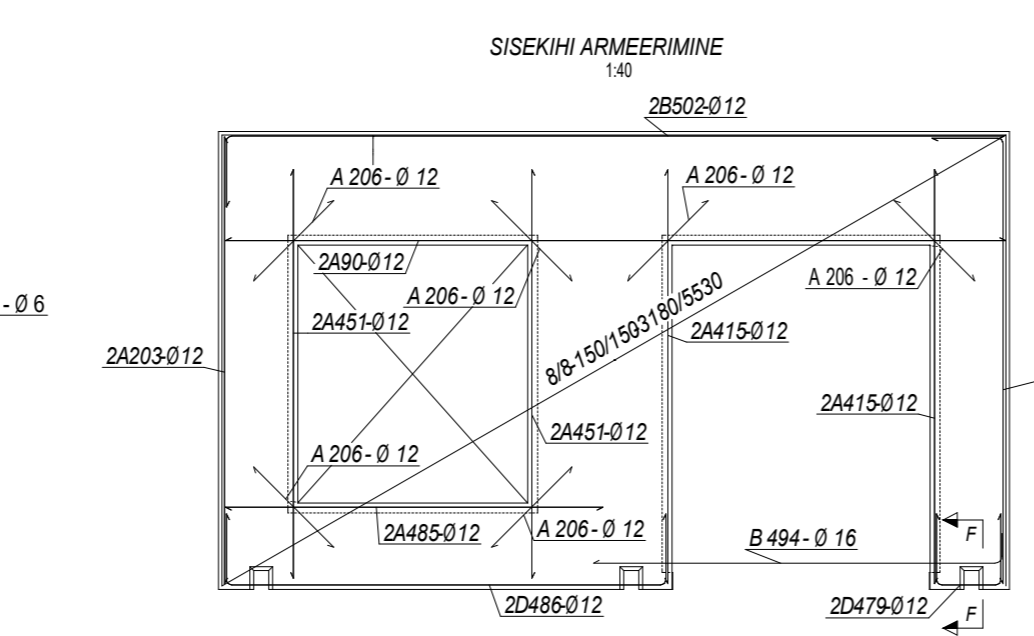 SISEKIHI ARMEERIMINE
1:40
2B502-Ø12
A 206 - Ø 12
A 206 - Ø 12
2A90-Ø12
A 206 - Ø 12
A 206 - Ø 12
- Ø 6
2A451-Ø12
8/8-150/150-3180/5530
2A415-Ø12
2A203-Ø12
2A415-Ø12
2A451-Ø12
A 206 - Ø 12
2A485-Ø12
A 206 - Ø 12
B 494 - Ø 16
F
2D486-Ø12
2D479-Ø12
F